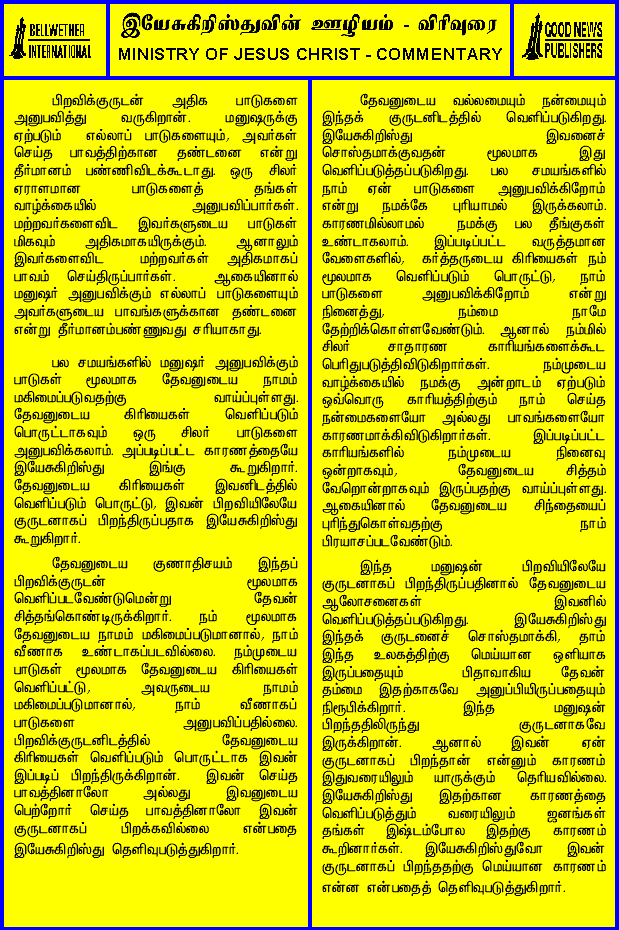 BELLWETHER
INTERNATIONAL
இயேசுகிறிஸ்துவின் ஊழியம் - விரிவுரை
MINISTRY OF JESUS CHRIST - COMMENTARY
GOOD NEWS
PUBLISHERS
பிறவிக்குருடன் அதிக பாடுகளை
அனுபவித்து வருகிறான். மனுஷருக்கு
ஏற்படும் எல்லாப் பாடுகளையும், அவர்கள்
செய்த பாவத்திற்கான தண்டனை என்று
தீர்மானம் பண்ணிவிடக்கூடாது. ஒரு சிலர்
ஏராளமான பாடுகளைத் தங்கள்
வாழ்க்கையில் அனுபவிப்பார்கள்.
மற்றவர்களைவிட இவர்களுடைய பாடுகள்
மிகவும் அதிகமாகயிருக்கும். ஆனாலும்
இவர்களைவிட மற்றவர்கள் அதிகமாகப்
பாவம் செய்திருப்பார்கள். ஆகையினால்
மனுஷர் அனுபவிக்கும் எல்லாப் பாடுகளையும்
அவர்களுடைய பாவங்களுக்கான தண்டனை
என்று தீர்மானம்பண்ணுவது சரியாகாது.
பல சமயங்களில் மனுஷர் அனுபவிக்கும்
பாடுகள் மூலமாக தேவனுடைய நாமம்
மகிமைப்படுவதற்கு வாய்ப்புள்ளது.
தேவனுடைய கிரியைகள் வெளிப்படும்
பொருட்டாகவும் ஒரு சிலர் பாடுகளை
அனுபவிக்கலாம். அப்படிப்பட்ட காரணத்தையே
இயேசுகிறிஸ்து இங்கு கூறுகிறார்.
தேவனுடைய கிரியைகள் இவனிடத்தில்
வெளிப்படும் பொருட்டு, இவன் பிறவியிலேயே
குருடனாகப் பிறந்திருப்பதாக இயேசுகிறிஸ்து
கூறுகிறார்.
தேவனுடைய குணாதிசயம் இந்தப்
பிறவிக்குருடன் மூலமாக
வெளிப்படவேண்டுமென்று தேவன்
சித்தங்கொண்டிருக்கிறார். நம் மூலமாக
தேவனுடைய நாமம் மகிமைப்படுமானால், நாம்
வீணாக உண்டாகப்படவில்லை. நம்முடைய
பாடுகள் மூலமாக தேவனுடைய கிரியைகள்
வெளிப்பட்டு, அவருடைய நாமம்
மகிமைப்படுமானால், நாம் வீணாகப்
பாடுகளை அனுபவிப்பதில்லை.
பிறவிக்குருடனிடத்தில் தேவனுடைய
கிரியைகள் வெளிப்படும் பொருட்டாக இவன்
இப்படிப் பிறந்திருக்கிறான். இவன் செய்த
பாவத்தினாலோ அல்லது இவனுடைய
பெற்றோர் செய்த பாவத்தினாலோ இவன்
குருடனாகப் பிறக்கவில்லை என்பதை
இயேசுகிறிஸ்து தெளிவுபடுத்துகிறார்.
தேவனுடைய வல்லமையும் நன்மையும்
இந்தக் குருடனிடத்தில் வெளிப்படுகிறது.
இயேசுகிறிஸ்து இவனைச்
சொஸ்தமாக்குவதன் மூலமாக இது
வெளிப்படுத்தப்படுகிறது. பல சமயங்களில்
நாம் ஏன் பாடுகளை அனுபவிக்கிறோம்
என்று நமக்கே புரியாமல் இருக்கலாம்.
காரணமில்லாமல் நமக்கு பல தீங்குகள்
உண்டாகலாம். இப்படிப்பட்ட வருத்தமான
வேளைகளில், கர்த்தருடைய கிரியைகள் நம்
மூலமாக வெளிப்படும் பொருட்டு, நாம்
பாடுகளை அனுபவிக்கிறோம் என்று
நினைத்து, நம்மை நாமே
தேற்றிக்கொள்ளவேண்டும். ஆனால் நம்மில்
சிலர் சாதாரண காரியங்களைக்கூட
பெரிதுபடுத்திவிடுகிறார்கள். நம்முடைய
வாழ்க்கையில் நமக்கு அன்றாடம் ஏற்படும்
ஒவ்வொரு காரியத்திற்கும் நாம் செய்த
நன்மைகளையோ அல்லது பாவங்களையோ
காரணமாக்கிவிடுகிறார்கள். இப்படிப்பட்ட
காரியங்களில் நம்முடைய நினைவு
ஒன்றாகவும், தேவனுடைய சித்தம்
வேறொன்றாகவும் இருப்பதற்கு வாய்ப்புள்ளது.
ஆகையினால் தேவனுடைய சிந்தையைப்
புரிந்துகொள்வதற்கு நாம்
பிரயாசப்படவேண்டும்.
இந்த மனுஷன் பிறவியிலேயே
குருடனாகப் பிறந்திருப்பதினால் தேவனுடைய
ஆலோசனைகள் இவனில்
வெளிப்படுத்தப்படுகிறது. இயேசுகிறிஸ்து
இந்தக் குருடனைச் சொஸ்தமாக்கி, தாம்
இந்த உலகத்திற்கு மெய்யான ஒளியாக
இருப்பதையும் பிதாவாகிய தேவன்
தம்மை இதற்காகவே அனுப்பியிருப்பதையும்
நிரூபிக்கிறார். இந்த மனுஷன்
பிறந்ததிலிருந்து குருடனாகவே
இருக்கிறான். ஆனால் இவன் ஏன்
குருடனாகப் பிறந்தான் என்னும் காரணம்
இதுவரையிலும் யாருக்கும் தெரியவில்லை.
இயேசுகிறிஸ்து இதற்கான காரணத்தை
வெளிப்படுத்தும் வரையிலும் ஜனங்கள்
தங்கள் இஷ்டம்போல இதற்கு காரணம்
கூறினார்கள். இயேசுகிறிஸ்துவோ இவன்
குருடனாகப் பிறந்ததற்கு மெய்யான காரணம்
என்ன என்பதைத் தெளிவுபடுத்துகிறார்.